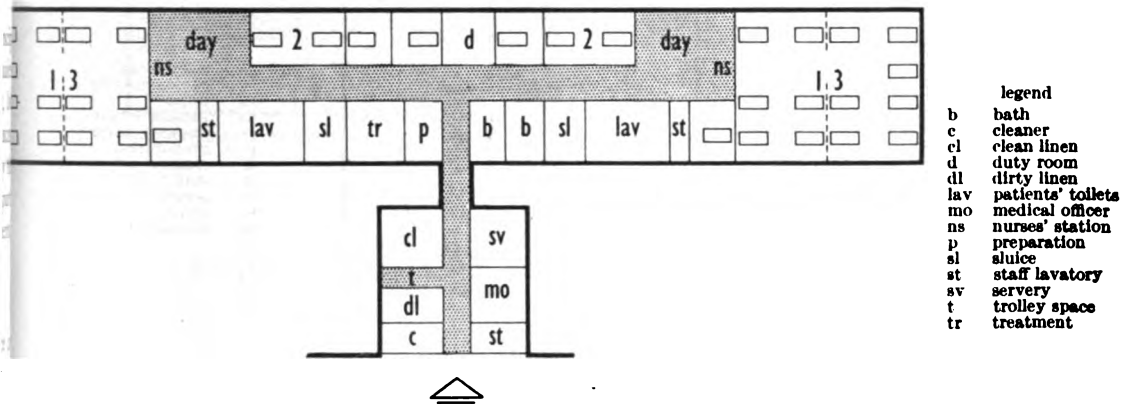 day 2 d 2 day
ns ns
1 3 1 3
st lav sl tr p b b sl lav st
cl sv
t
mo
dl
c st
legend
b bath
c cleaner
cl clean linen
d duty room
dl dirty linen
lav patients' toilets
mo medical officer
ns nurses' station
p preparation
sl sluice
st staff lavatory
sv servery
t trolley space
tr treatment